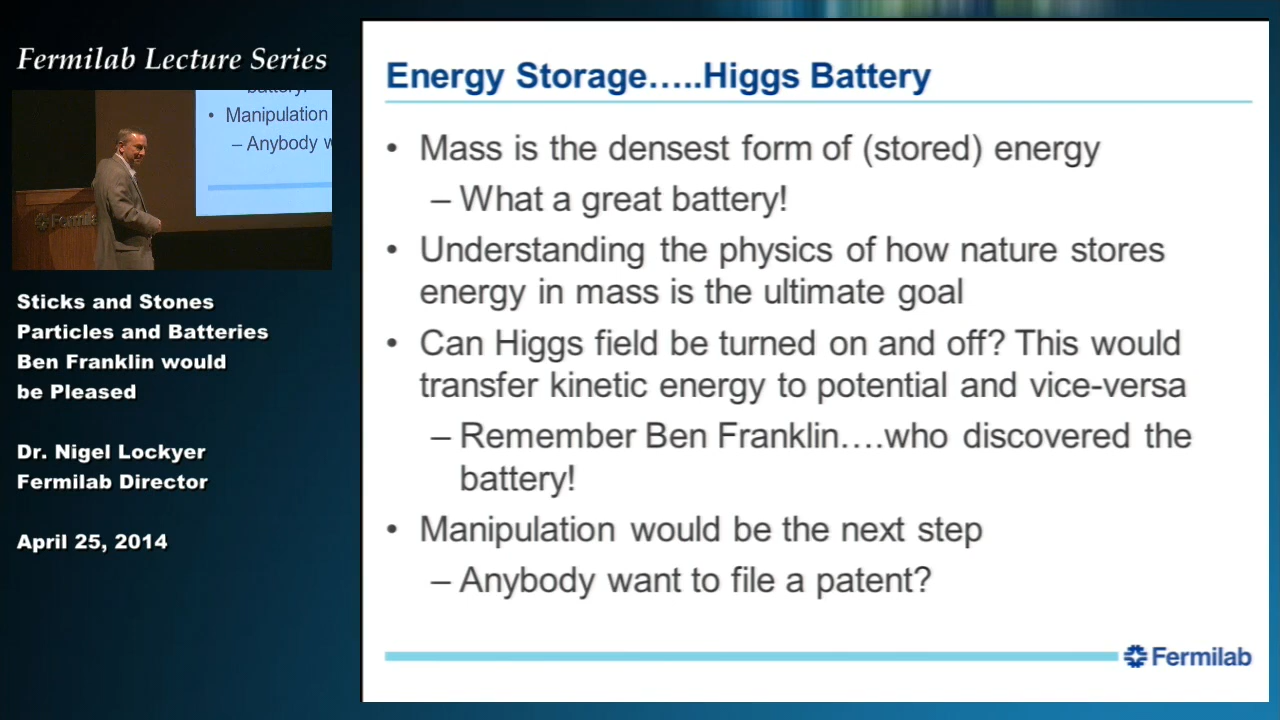 Fermilab Lecture Series
battery!
• Manipulation
– Anybody w
Fermila
Sticks and Stones
Particles and Batteries
Ben Franklin would
be Pleased
Dr. Nigel Lockyer
Fermilab Director
April 25, 2014
Energy Storage…..Higgs Battery
• Mass is the densest form of (stored) energy
– What a great battery!
• Understanding the physics of how nature stores
energy in mass is the ultimate goal
• Can Higgs field be turned on and off? This would
transfer kinetic energy to potential and vice-versa
– Remember Ben Franklin….who discovered the
battery!
• Manipulation would be the next step
– Anybody want to file a patent?
Fermilab